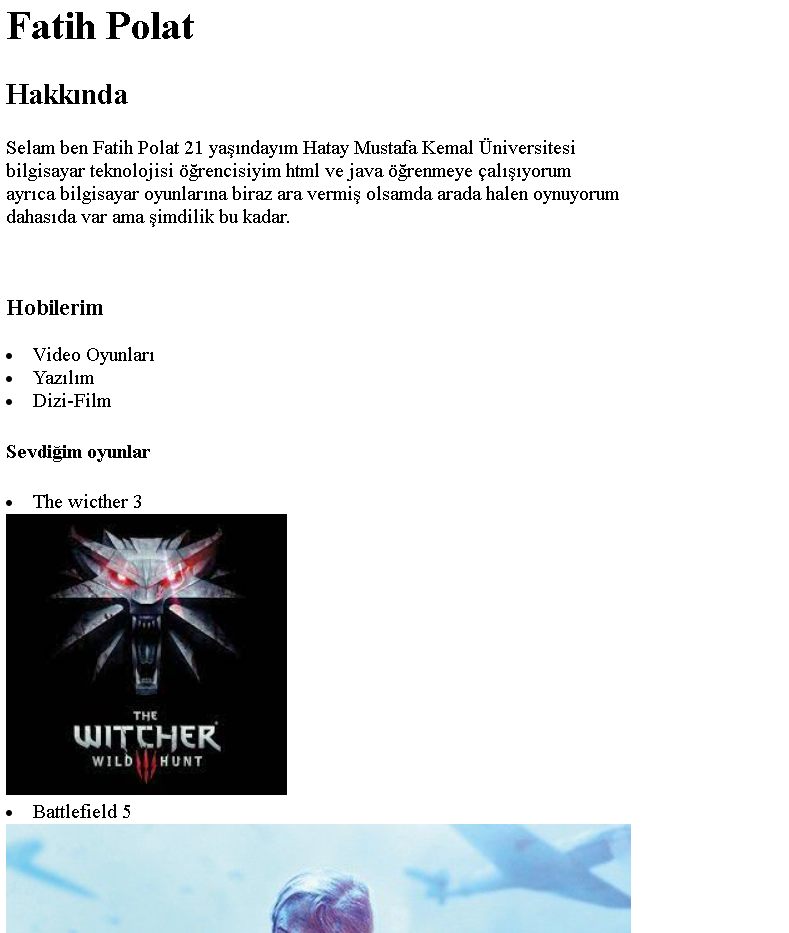 Fatih Polat
Hakkında
Selam ben Fatih Polat 21 yaşındayım Hatay Mustafa Kemal Üniversitesi
bilgisayar teknolojisi öğrencisiyim html ve java öğrenmeye çalışıyorum
ayrıca bilgisayar oyunlarına biraz ara vermiş olsamda arada halen oynuyorum
dahasıda var ama şimdilik bu kadar.
Hobilerim
• Video Oyunları
• Yazılım
• Dizi-Film
Sevdiğim oyunlar
• The wicther 3
THE
WITCHER
WILD HUNT
• Battlefield 5